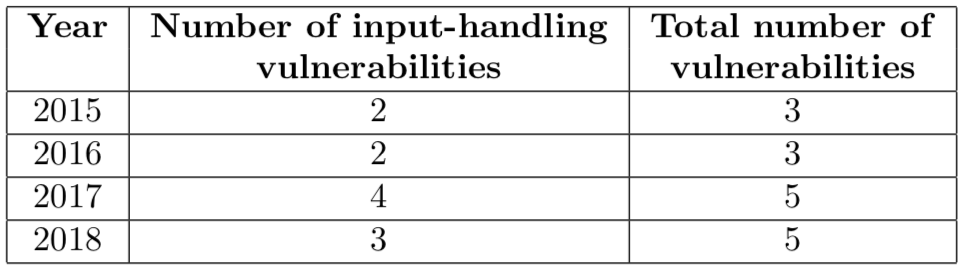 Year Number of input-handling Total number of
vulnerabilities vulnerabilities
2015 2 3
2016 2 3
2017 4 5
2018 3 5